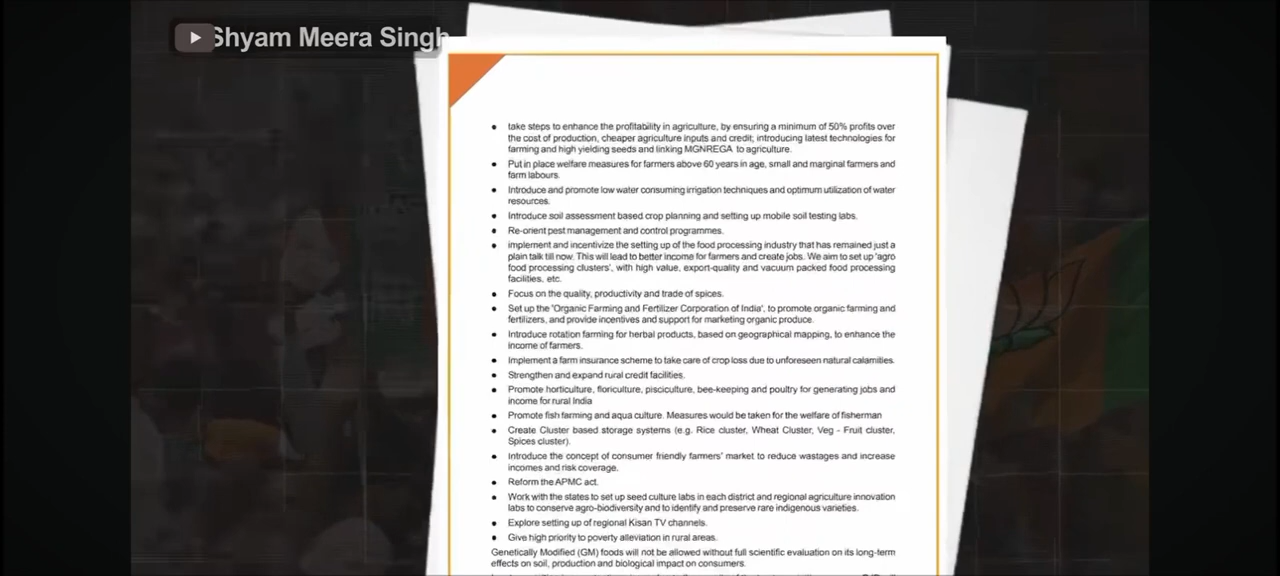 Shyam Meera Singh
• take steps to enhance the profitability in agriculture, by ensuring a minimum of 50% profits over
the cost of production, cheaper agriculture inputs and credit; introducing latest technologies for
farming and high yielding seeds and linking MGNREGA to agriculture.
• Put in place welfare measures for farmers above 60 years in age, small and marginal farmers and
farm labours.
• Introduce and promote low water consuming irrigation techniques and optimum utilization of water
resources.
• Introduce soil assessment based crop planning and setting up mobile soil testing labs.
• Re-orient pest management and control programmes.
• implement and incentivize the setting up of the food processing industry that has remained just a
plain talk till now. This will lead to better income for farmers and create jobs. We aim to set up 'agro
food processing clusters', with high value, export-quality and vacuum packed food processing
facilities, etc.
• Focus on the quality, productivity and trade of spices.
• Set up the 'Organic Farming and Fertilizer Corporation of India', to promote organic farming and
fertilizers, and provide incentives and support for marketing organic produce.
• Introduce rotation farming for herbal products, based on geographical mapping, to enhance the
income of farmers.
• Implement a farm insurance scheme to take care of crop loss due to unforeseen natural calamities.
• Strengthen and expand rural credit facilities.
• Promote horticulture, floriculture, pisciculture, bee-keeping and poultry for generating jobs and
income for rural India
• Promote fish farming and aqua culture. Measures would be taken for the welfare of fisherman
• Create Cluster based storage systems (e.g. Rice cluster, Wheat Cluster, Veg - Fruit cluster,
Spices cluster).
• Introduce the concept of consumer friendly farmers' market to reduce wastages and increase
incomes and risk coverage.
• Reform the APMC act.
• Work with the states to set up seed culture labs in each district and regional agriculture innovation
labs to conserve agro-biodiversity and to identify and preserve rare indigenous varieties.
• Explore setting up of regional Kisan TV channels.
• Give high priority to poverty alleviation in rural areas.
Genetically Modified (GM) foods will not be allowed without full scientific evaluation on its long-term
effects on soil, production and biological impact on consumers.